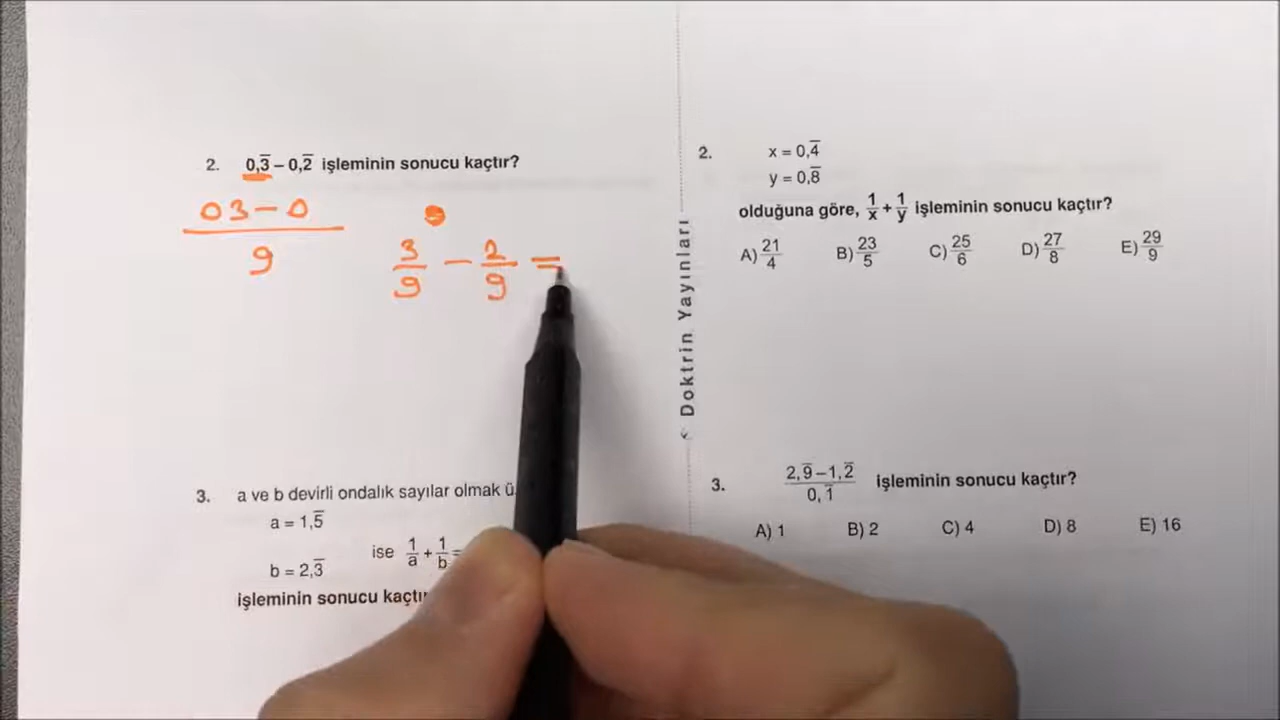 2. 0,3̅ – 0,2̅ işleminin sonucu kaçtır?
03 – 0
9
3/9 – 2/9 =
3. a ve b devirli ondalık sayılar olmak
a = 1,5̅
ise 1/a + 1/b =
b = 2,3̅
işleminin sonucu
Doktrin Yayınları
2. x = 0,4̅
y = 0,8̅
olduğuna göre, 1/x + 1/y işleminin sonucu kaçtır?
A) 21/4 B) 23/5 C) 25/6 D) 27/8 E) 29/9
3. (2,9̅ – 1,2̅)/0,1̅ işleminin sonucu kaçtır?
A) 1 B) 2 C) 4 D) 8 E) 16